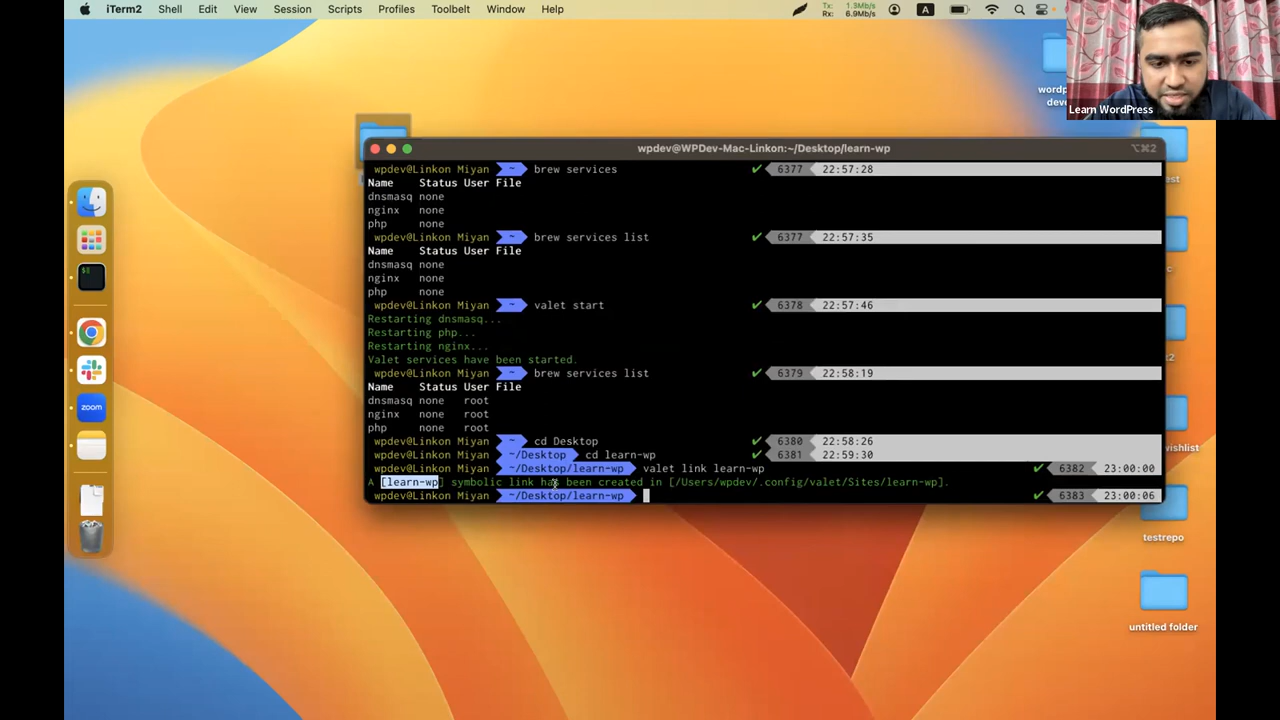 iTerm2 Shell Edit View Session Scripts Profiles Toolbelt Window Help
Tx: 1.3Mb/s
Rx: 6.9Mb/s
A
Learn WordPress
wpdev@WPDev-Mac-Linkon:~/Desktop/learn-wp ⌥⌘2
wpdev@Linkon Miyan ~ brew services ✔ 6377 22:57:28
Name Status User File
dnsmasq none
nginx none
php none
wpdev@Linkon Miyan ~ brew services list ✔ 6377 22:57:35
Name Status User File
dnsmasq none
nginx none
php none
wpdev@Linkon Miyan ~ valet start ✔ 6378 22:57:46
Restarting dnsmasq...
Restarting php...
Restarting nginx...
Valet services have been started.
wpdev@Linkon Miyan ~ brew services list ✔ 6379 22:58:19
Name Status User File
dnsmasq none root
nginx none root
php none root
wpdev@Linkon Miyan ~ cd Desktop ✔ 6380 22:58:26
wpdev@Linkon Miyan ~/Desktop cd learn-wp ✔ 6381 22:59:30
wpdev@Linkon Miyan ~/Desktop/learn-wp valet link learn-wp ✔ 6382 23:00:00
A [learn-wp] symbolic link has been created in [/Users/wpdev/.config/valet/Sites/learn-wp].
wpdev@Linkon Miyan ~/Desktop/learn-wp ✔ 6383 23:00:06
zoom
testrepo
untitled folder